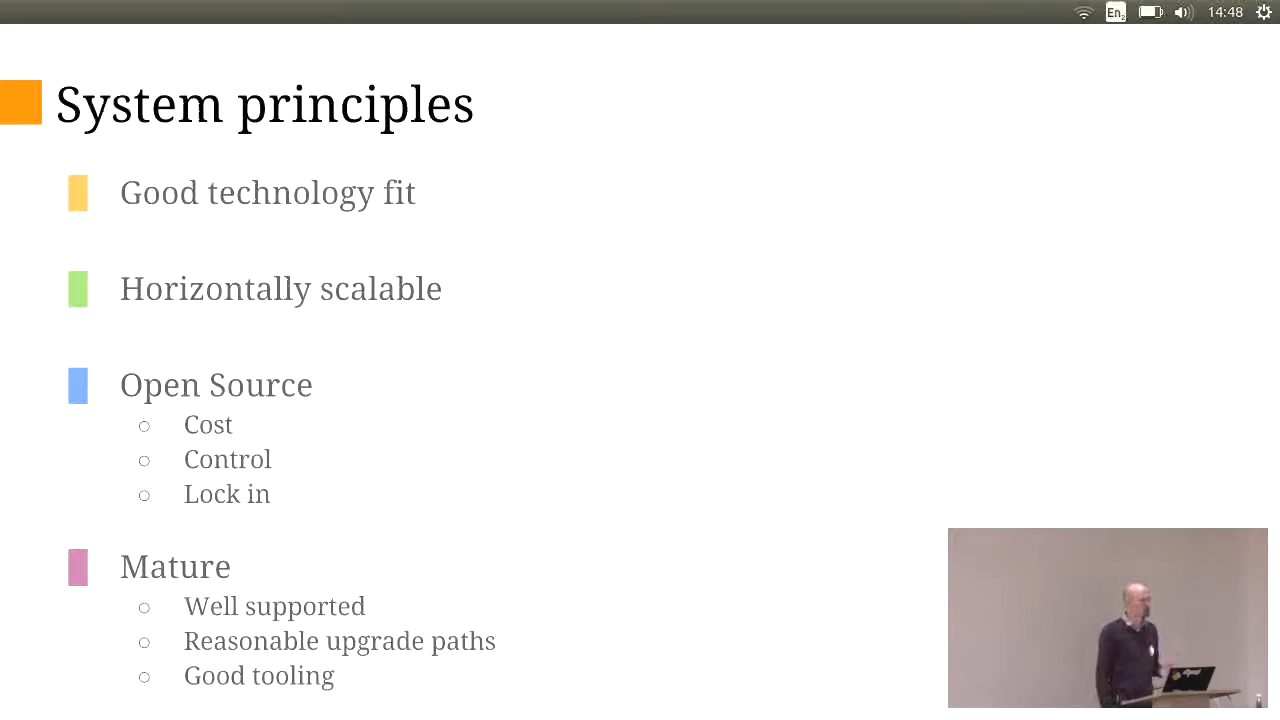 En₂ 14:48
System principles
Good technology fit
Horizontally scalable
Open Source
Cost
Control
Lock in
Mature
Well supported
Reasonable upgrade paths
Good tooling